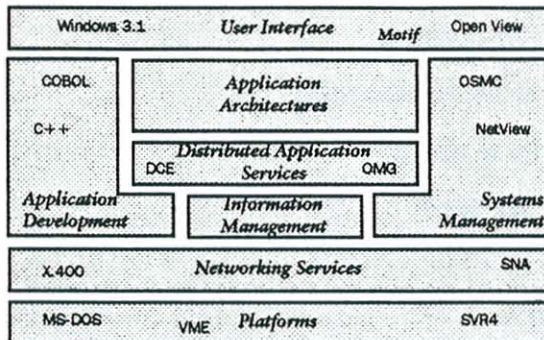 Windows 3.1 User Interface Motif Open View
COBOL
C++
Application
Development
Application
Architectures
Distributed Application
Services
DCE OMG
Information
Management
OSMC
NetView
Systems
Management
X.400 Networking Services SNA
MS-DOS VME Platforms SVR4